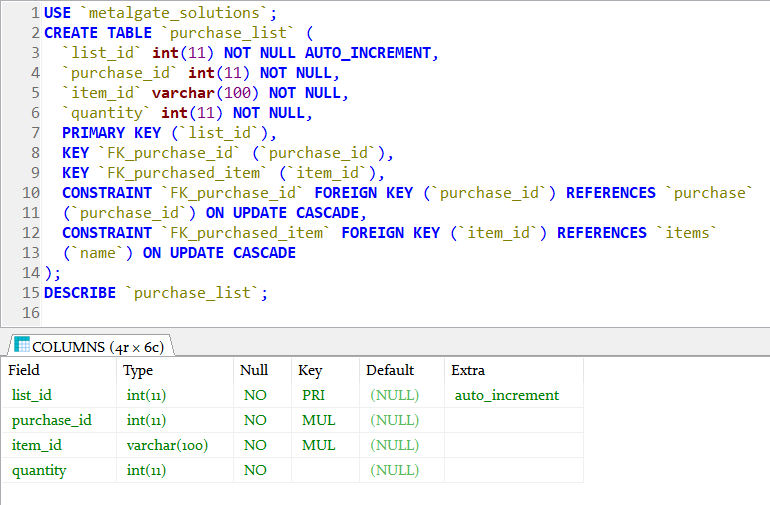 1 USE `metalgate_solutions`;
2 CREATE TABLE `purchase_list` (
3 `list_id` int(11) NOT NULL AUTO_INCREMENT,
4 `purchase_id` int(11) NOT NULL,
5 `item_id` varchar(100) NOT NULL,
6 `quantity` int(11) NOT NULL,
7 PRIMARY KEY (`list_id`),
8 KEY `FK_purchase_id` (`purchase_id`),
9 KEY `FK_purchased_item` (`item_id`),
10 CONSTRAINT `FK_purchase_id` FOREIGN KEY (`purchase_id`) REFERENCES `purchase`
11 (`purchase_id`) ON UPDATE CASCADE,
12 CONSTRAINT `FK_purchased_item` FOREIGN KEY (`item_id`) REFERENCES `items`
13 (`name`) ON UPDATE CASCADE
14 );
15 DESCRIBE `purchase_list`;
16
COLUMNS (4r × 6c)
Field Type Null Key Default Extra
list_id int(11) NO PRI (NULL) auto_increment
purchase_id int(11) NO MUL (NULL)
item_id varchar(100) NO MUL (NULL)
quantity int(11) NO (NULL)